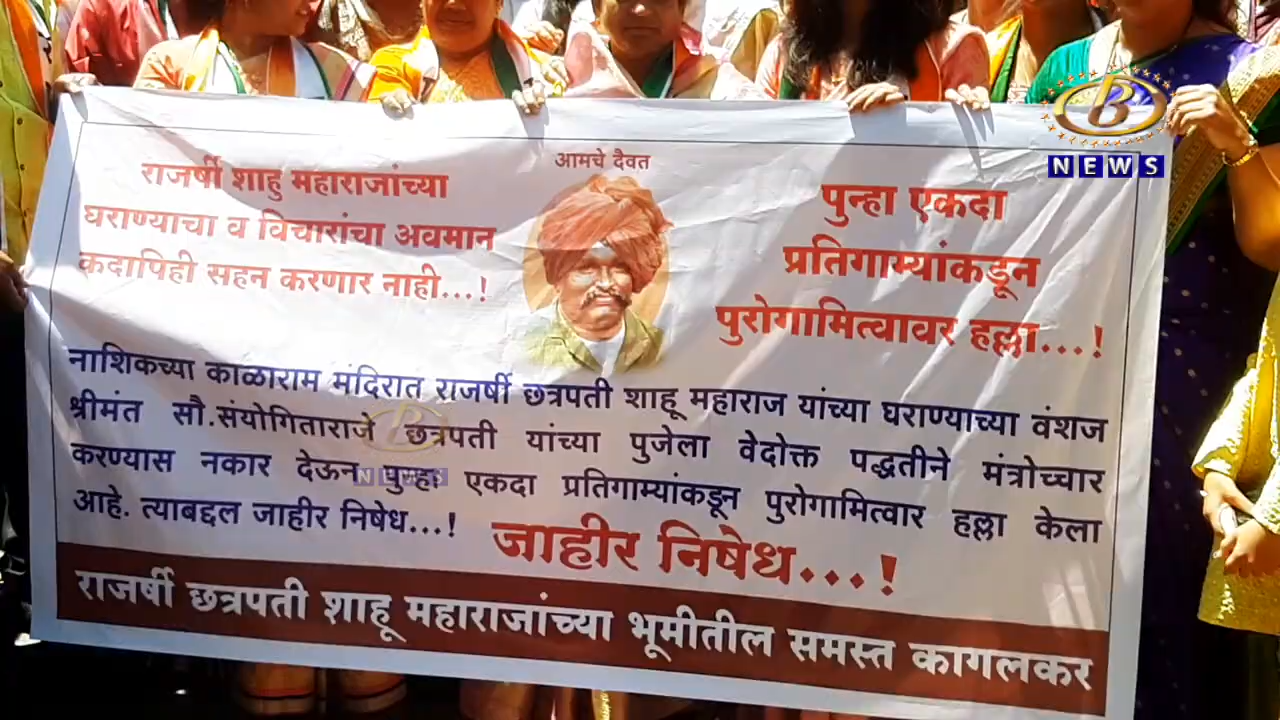 आमचे दैवत
राजर्षी शाहु महाराजांच्या
घराण्याचा व विचारांचा अवमान
कदापिही सहन करणार नाही...!
पुन्हा एकदा
प्रतिगाम्यांकडून
पुरोगामित्वावर हल्ला...!
नाशिकच्या काळाराम मंदिरात राजर्षी छत्रपती शाहू महाराज यांच्या घराण्याच्या वंशज
श्रीमंत सौ.संयोगिताराजे छत्रपती यांच्या पुजेला वेदोक्त पद्धतीने मंत्रोच्चार
करण्यास नकार देऊन पुन्हा एकदा प्रतिगाम्यांकडून पुरोगामित्वार हल्ला केला
आहे. त्याबद्दल जाहीर निषेध...!
जाहीर निषेध...!
राजर्षी छत्रपती शाहू महाराजांच्या भूमीतील समस्त कागलकर
B
NEWS
B
NEWS